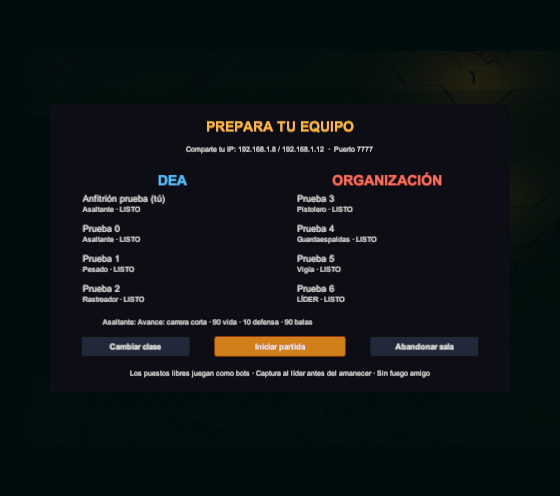 PREPARA TU EQUIPO
Comparte tu IP: 192.168.1.8 / 192.168.1.12 · Puerto 7777
DEA
Anfitrión prueba (tú)
Asaltante · LISTO
Prueba 0
Asaltante · LISTO
Prueba 1
Pesado · LISTO
Prueba 2
Rastreador · LISTO
ORGANIZACIÓN
Prueba 3
Pistolero · LISTO
Prueba 4
Guardaespaldas · LISTO
Prueba 5
Vigía · LISTO
Prueba 6
LÍDER · LISTO
Asaltante: Avance: carrera corta · 90 vida · 10 defensa · 90 balas
Cambiar clase
Iniciar partida
Abandonar sala
Los puestos libres juegan como bots · Captura al líder antes del amanecer · Sin fuego amigo